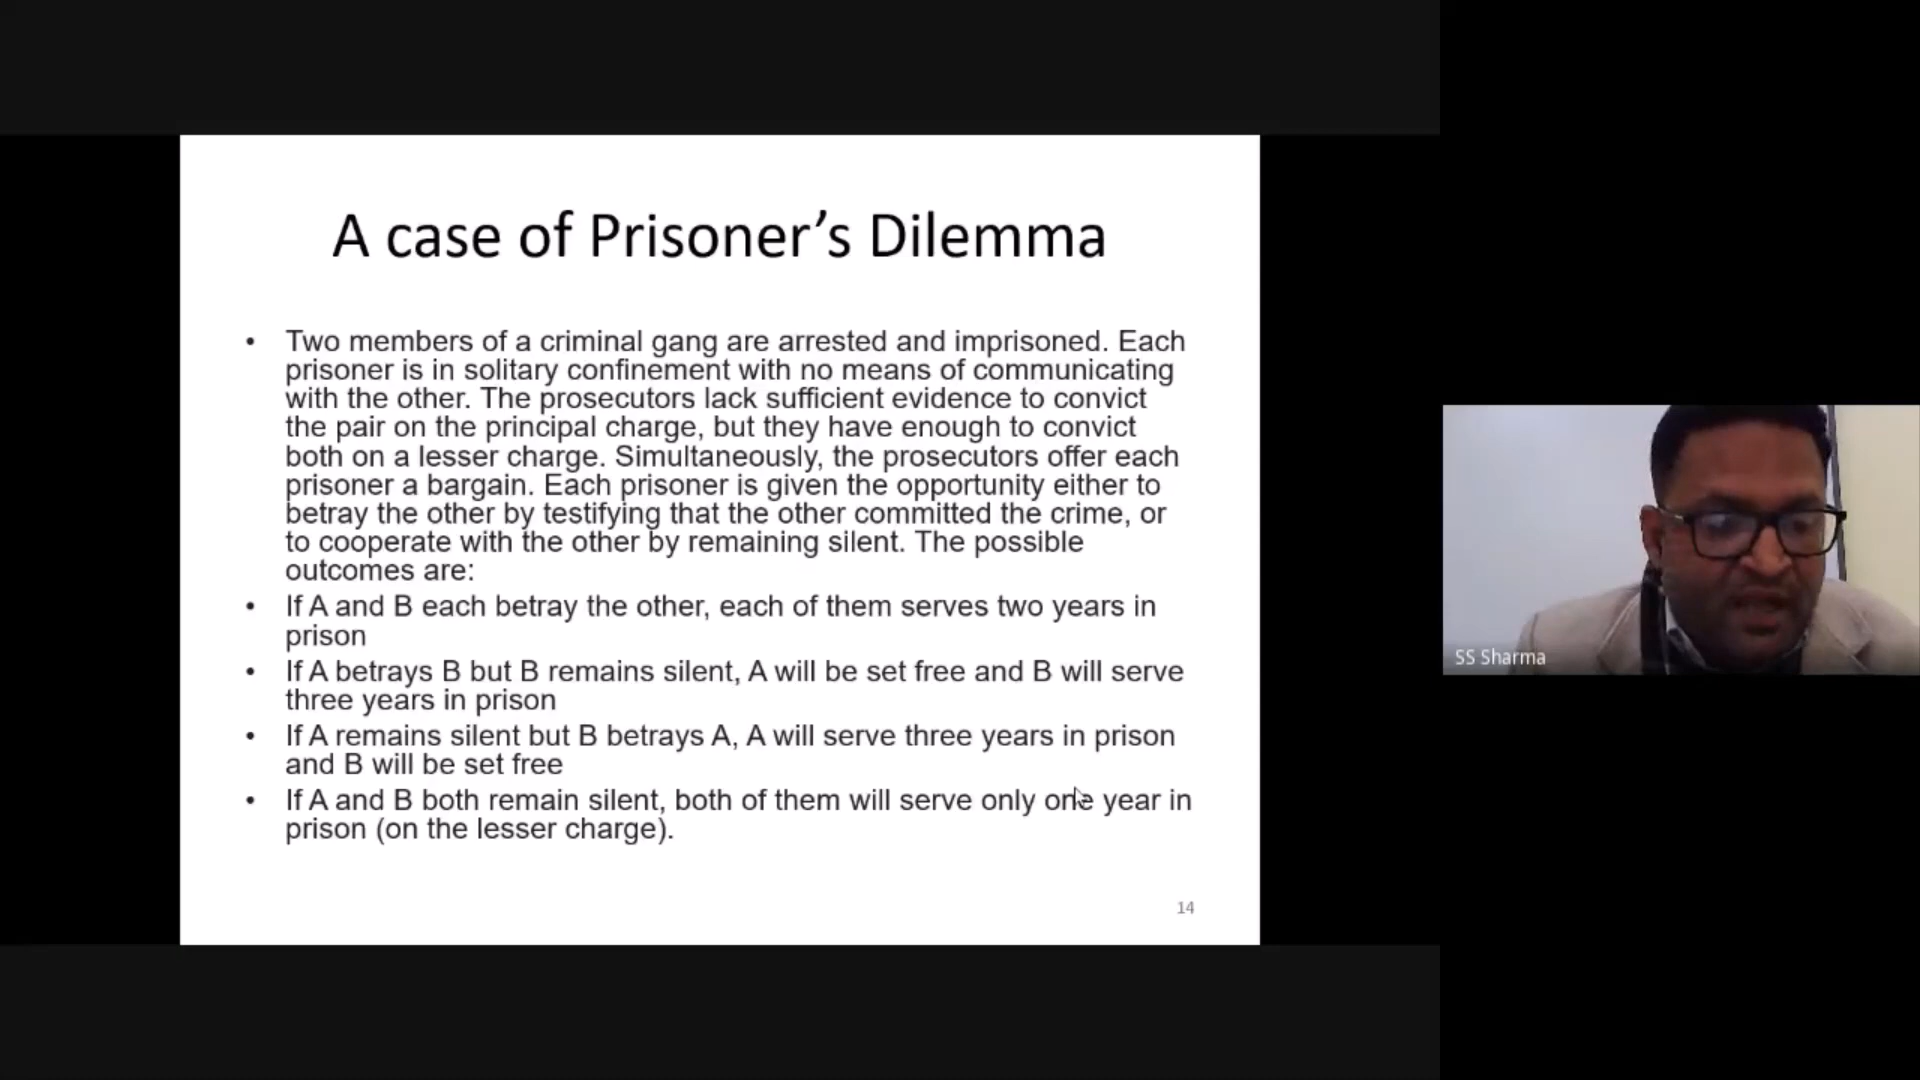 A case of Prisoner’s Dilemma
• Two members of a criminal gang are arrested and imprisoned. Each
prisoner is in solitary confinement with no means of communicating
with the other. The prosecutors lack sufficient evidence to convict
the pair on the principal charge, but they have enough to convict
both on a lesser charge. Simultaneously, the prosecutors offer each
prisoner a bargain. Each prisoner is given the opportunity either to
betray the other by testifying that the other committed the crime, or
to cooperate with the other by remaining silent. The possible
outcomes are:
• If A and B each betray the other, each of them serves two years in
prison
• If A betrays B but B remains silent, A will be set free and B will serve
three years in prison
• If A remains silent but B betrays A, A will serve three years in prison
and B will be set free
• If A and B both remain silent, both of them will serve only one year in
prison (on the lesser charge).
14
SS Sharma